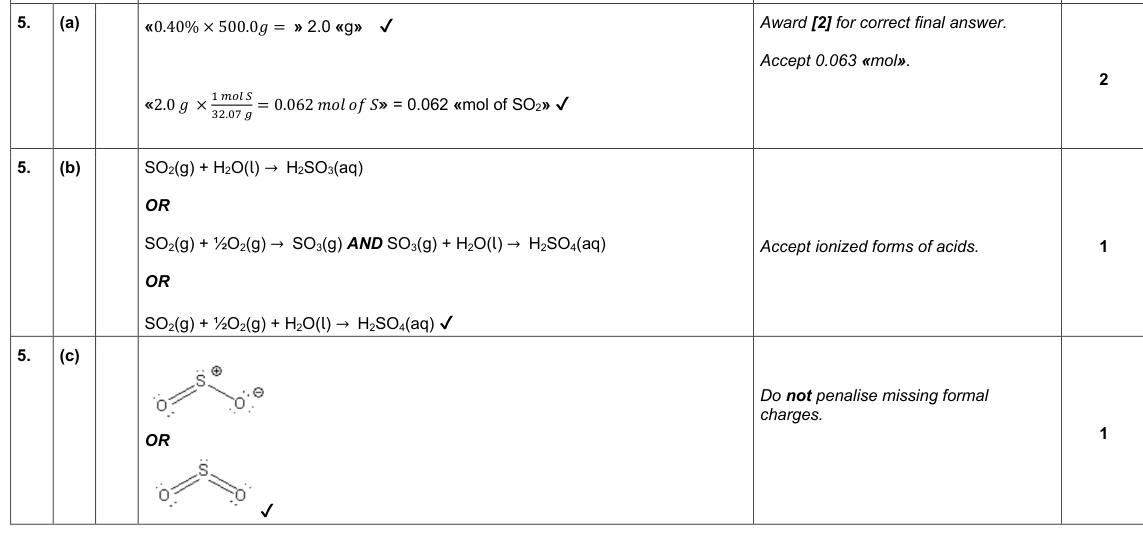 5. (a) «0.40% × 500.0g = » 2.0 «g» ✓ Award [2] for correct final answer.
Accept 0.063 «mol».
2
«2.0 g × 1 mol S / 32.07 g = 0.062 mol of S» = 0.062 «mol of SO₂» ✓
5. (b) SO₂(g) + H₂O(l) → H₂SO₃(aq)
OR
SO₂(g) + ½O₂(g) → SO₃(g) AND SO₃(g) + H₂O(l) → H₂SO₄(aq) Accept ionized forms of acids. 1
OR
SO₂(g) + ½O₂(g) + H₂O(l) → H₂SO₄(aq) ✓
5. (c)
S ⊕
O O ⊖
Do not penalise missing formal
charges.
1
OR
S
O O
✓